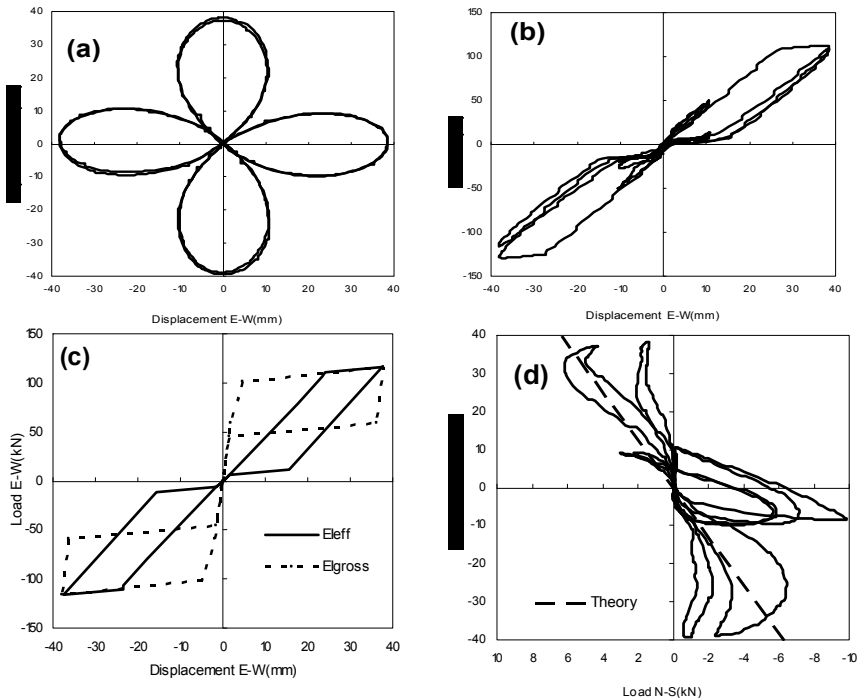 (a)
40
30
20
10
0
-10
-20
-30
-40
-40 -30 -20 -10 0 10 20 30 40
Displacement E-W(mm)
(b)
150
100
50
0
-50
-100
-150
-40 -30 -20 -10 0 10 20 30 40
Displacement E-W(mm)
(c)
150
100
50
0
-50
-100
-150
Load E-W(kN)
EIeff
EIgross
-40 -30 -20 -10 0 10 20 30 40
Displacement E-W(mm)
(d)
40
30
20
10
0
-10
-20
-30
-40
Theory
10 8 6 4 2 0 -2 -4 -6 -8 -10
Load N-S(kN)